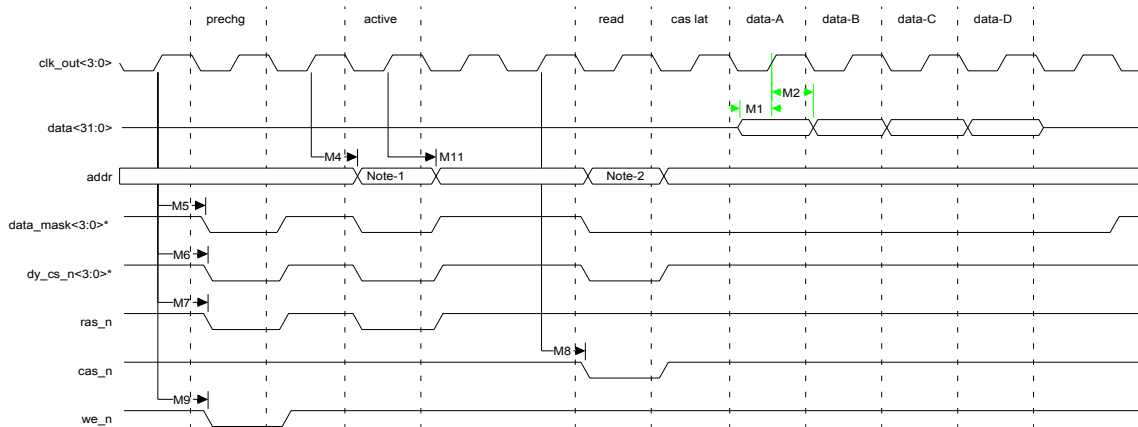 prechg active read cas lat data-A data-B data-C data-D
clk_out<3:0>
M2
M1
data<31:0>
M4 M11
addr Note-1 Note-2
M5
data_mask<3:0>*
M6
dy_cs_n<3:0>*
M7
ras_n
M8
cas_n
M9
we_n